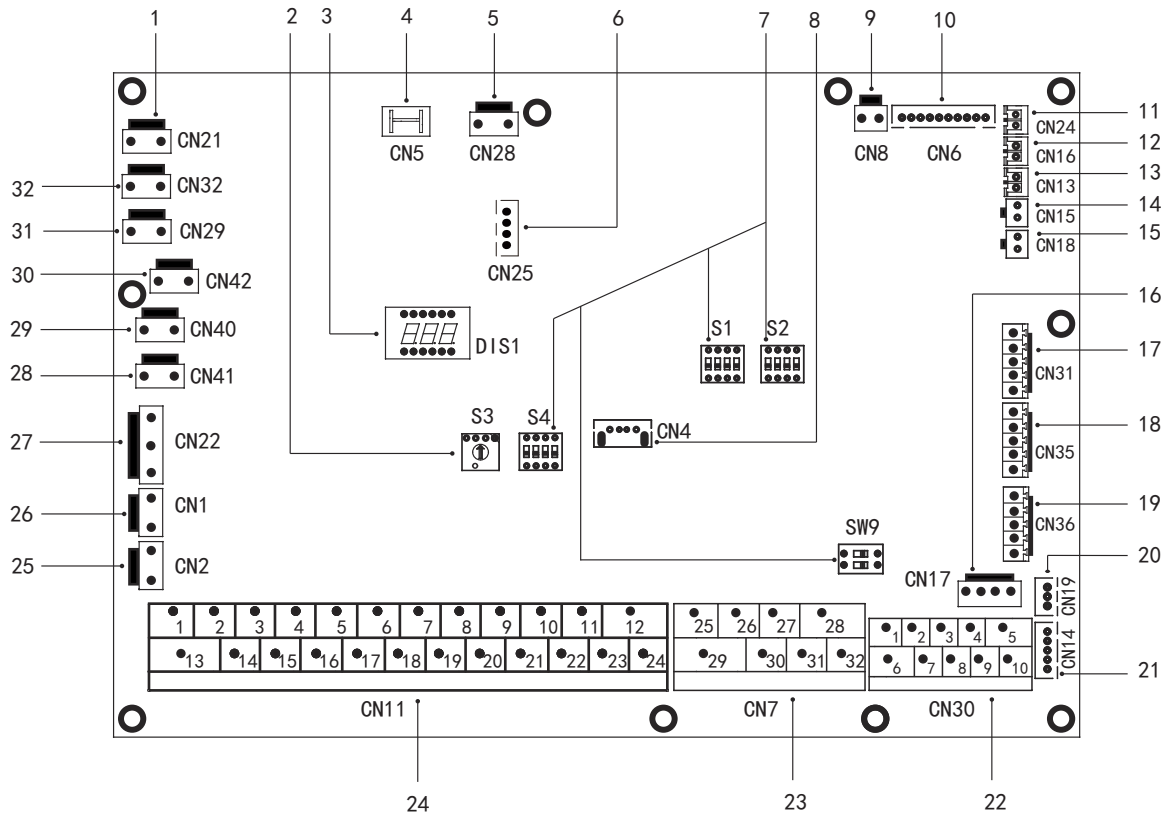 1 2 3 4 5 6 7 8 9 10
11
CN21 CN5 CN28 CN8 CN6 CN24
12
CN16
32 CN32 13
CN13
14
31 CN29 CN15
15
CN25 CN18
30 CN42
16
29 CN40 DIS1 S1 S2
17
28 CN41 CN31
S3 S4 CN4
27 CN22 18
CN35
26 CN1 19
SW9 CN36
25 CN2 20
CN17 CN19
1 2 3 4 5 6 7 8 9 10 11 12
25 26 27 28
1 2 3 4 5
13 14 15 16 17 18 19 20 21 22 23 24
29 30 31 32
6 7 8 9 10
CN14
21
CN11 CN7 CN30
24 23 22